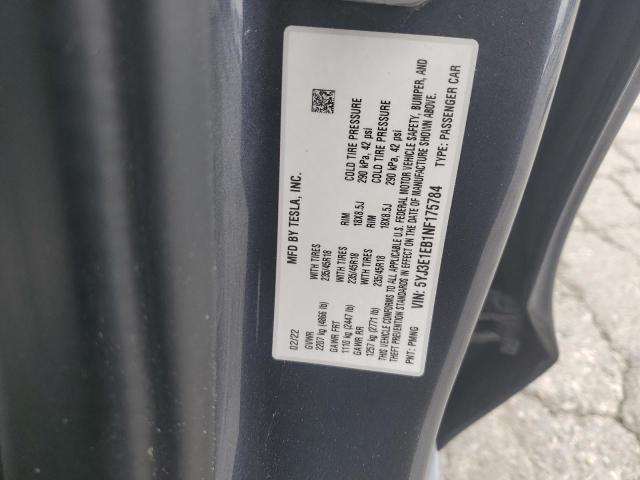 MFD BY TESLA, INC.
02/22
GVWR
2207 kg (4866 lb)
GAWR FRT WITH TIRES RIM COLD TIRE PRESSURE
1110 kg (2447 lb) 235/45R18 18X8.5J 290 kPa, 42 psi
GAWR RR WITH TIRES RIM COLD TIRE PRESSURE
1257 kg (2771 lb) 235/45R18 18X8.5J 290 kPa, 42 psi
THIS VEHICLE CONFORMS TO ALL APPLICABLE U.S. FEDERAL MOTOR VEHICLE SAFETY, BUMPER, AND
THEFT PREVENTION STANDARDS IN EFFECT ON THE DATE OF MANUFACTURE SHOWN ABOVE.
VIN: 5YJ3E1EB1NF175784 TYPE: PASSENGER CAR
PNT: PMNG